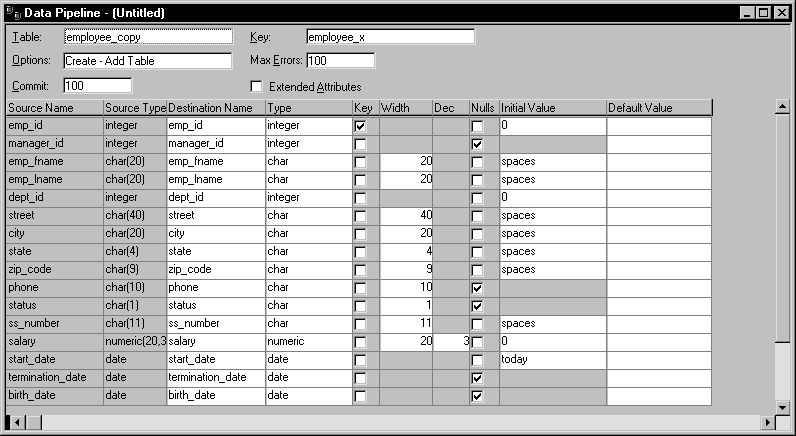 Data Pipeline - (Untitled)
Table: employee_copy Key: employee_x
Options: Create - Add Table Max Errors: 100
Commit: 100 Extended Attributes
Source Name Source Type Destination Name Type Key Width Dec Nulls Initial Value Default Value
emp_id integer emp_id integer 0
manager_id integer manager_id integer
emp_fname char(20) emp_fname char 20 spaces
emp_lname char(20) emp_lname char 20 spaces
dept_id integer dept_id integer 0
street char(40) street char 40 spaces
city char(20) city char 20 spaces
state char(4) state char 4 spaces
zip_code char(9) zip_code char 9 spaces
phone char(10) phone char 10
status char(1) status char 1
ss_number char(11) ss_number char 11 spaces
salary numeric(20,3 salary numeric 20 3 0
start_date date start_date date today
termination_date date termination_date date
birth_date date birth_date date